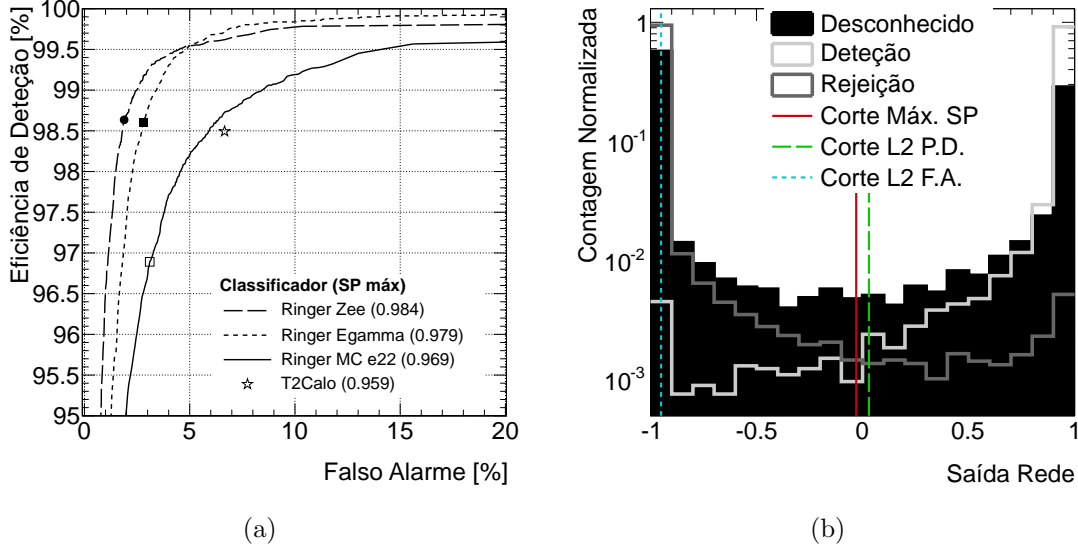 Eficiência de Deteção [%]
100
99.5
99
98.5
98
97.5
97
96.5
96
95.5
95
0
5
10
15
20
Falso Alarme [%]
Classificador (SP máx)
Ringer Zee (0.984)
Ringer Egamma (0.979)
Ringer MC e22 (0.969)
T2Calo (0.959)
(a)
Contagem Normalizada
1
10-1
10-2
10-3
-1
-0.5
0
0.5
1
Saída Rede
Desconhecido
Deteção
Rejeição
Corte Máx. SP
Corte L2 P.D.
Corte L2 F.A.
(b)